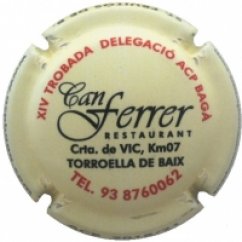 XIV TROBADA DELEGACIÓ ACP BAGÀ
Can
Ferrer
RESTAURANT
Crta. de VIC, Km07
TORROELLA DE BAIX
TEL. 93 8760062